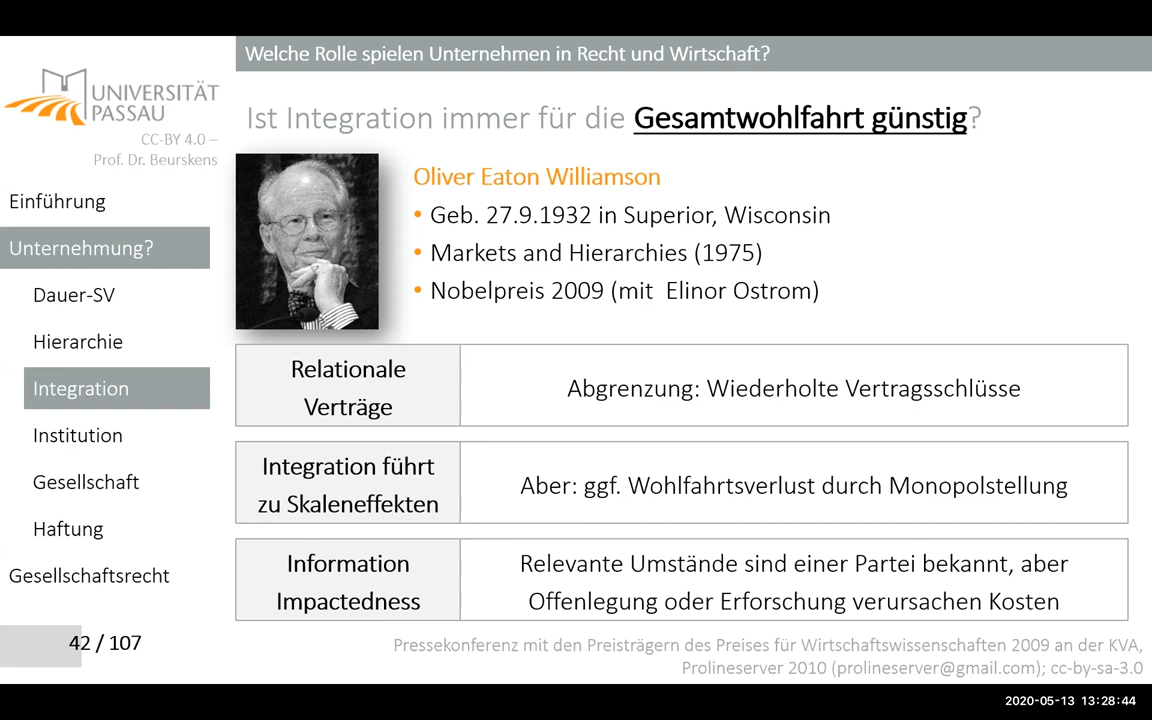 Welche Rolle spielen Unternehmen in Recht und Wirtschaft?
UNIVERSITÄT
PASSAU
CC-BY 4.0 –
Prof. Dr. Beurskens
Einführung
Unternehmung?
Dauer-SV
Hierarchie
Integration
Institution
Gesellschaft
Haftung
Gesellschaftsrecht
42 / 107
Ist Integration immer für die Gesamtwohlfahrt günstig?
Oliver Eaton Williamson
• Geb. 27.9.1932 in Superior, Wisconsin
• Markets and Hierarchies (1975)
• Nobelpreis 2009 (mit Elinor Ostrom)
Relationale
Verträge
Abgrenzung: Wiederholte Vertragsschlüsse
Integration führt
zu Skaleneffekten
Aber: ggf. Wohlfahrtsverlust durch Monopolstellung
Information
Impactedness
Relevante Umstände sind einer Partei bekannt, aber
Offenlegung oder Erforschung verursachen Kosten
Pressekonferenz mit den Preisträgern des Preises für Wirtschaftswissenschaften 2009 an der KVA,
Prolineserver 2010 (prolineserver@gmail.com); cc-by-sa-3.0
2020-05-13 13:28:44